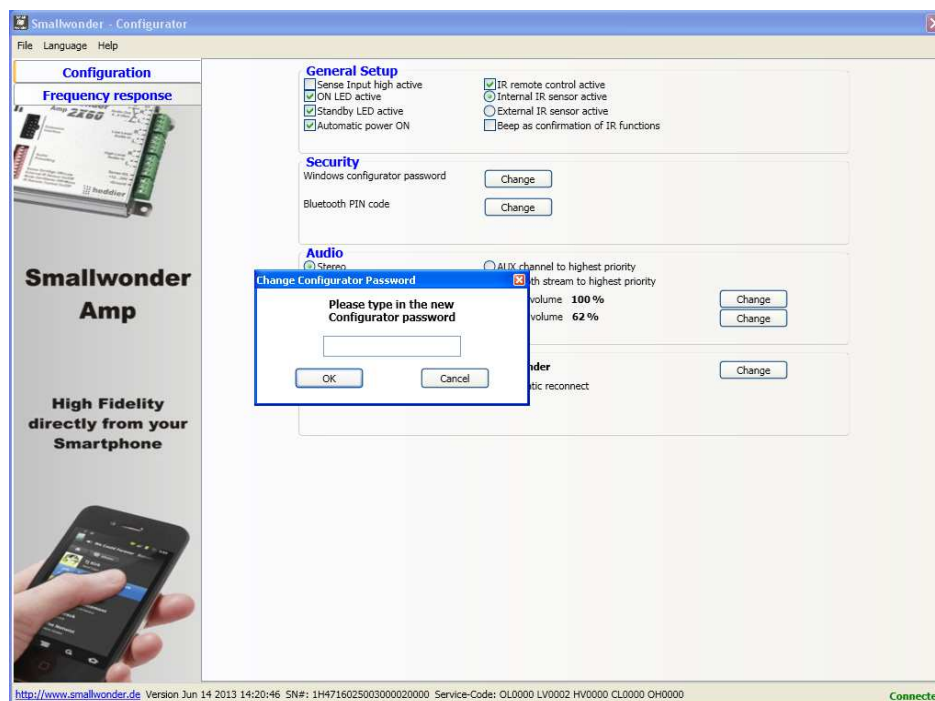 Smallwonder - Configurator
File Language Help
Configuration
Frequency response
Amp 2X60
boddier
Smallwonder
Amp
High Fidelity
directly from your
Smartphone
General Setup
Sense Input high active
IR remote control active
ON LED active
Internal IR sensor active
Standby LED active
External IR sensor active
Automatic power ON
Beep as confirmation of IR functions
Security
Windows configurator password
Change
Bluetooth PIN code
Change
Audio
Stereo
AUX channel to highest priority
th stream to highest priority
volume 100 %
Change
volume 62 %
Change
nder
Change
tic reconnect
Change Configurator Password
Please type in the new
Configurator password
OK
Cancel
http://www.smallwonder.de Version Jun 14 2013 14:20:46 SN#: 1H4716025003000020000 Service-Code: OL0000 LV0002 HV0000 CL0000 OH0000
Connecte